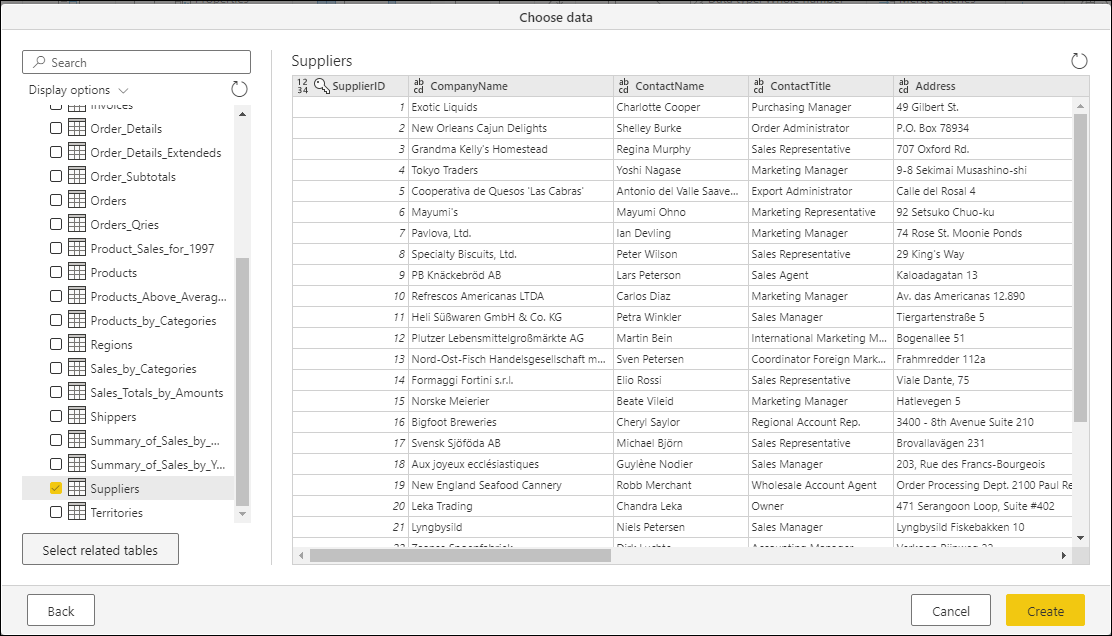 Choose data
Search
Display options
Invoices
Order_Details
Order_Details_Extendeds
Order_Subtotals
Orders
Orders_Qries
Product_Sales_for_1997
Products
Products_Above_Averag...
Products_by_Categories
Regions
Sales_by_Categories
Sales_Totals_by_Amounts
Shippers
Summary_of_Sales_by_...
Summary_of_Sales_by_Y...
Suppliers
Territories
Select related tables
Suppliers
12 34 SupplierID ab cd CompanyName ab cd ContactName ab cd ContactTitle ab cd Address
1 Exotic Liquids Charlotte Cooper Purchasing Manager 49 Gilbert St.
2 New Orleans Cajun Delights Shelley Burke Order Administrator P.O. Box 78934
3 Grandma Kelly's Homestead Regina Murphy Sales Representative 707 Oxford Rd.
4 Tokyo Traders Yoshi Nagase Marketing Manager 9-8 Sekimai Musashino-shi
5 Cooperativa de Quesos 'Las Cabras' Antonio del Valle Saave... Export Administrator Calle del Rosal 4
6 Mayumi's Mayumi Ohno Marketing Representative 92 Setsuko Chuo-ku
7 Pavlova, Ltd. Ian Devling Marketing Manager 74 Rose St. Moonie Ponds
8 Specialty Biscuits, Ltd. Peter Wilson Sales Representative 29 King's Way
9 PB Knäckebröd AB Lars Peterson Sales Agent Kaloadagatan 13
10 Refrescos Americanas LTDA Carlos Diaz Marketing Manager Av. das Americanas 12.890
11 Heli Süßwaren GmbH & Co. KG Petra Winkler Sales Manager Tiergartenstraße 5
12 Plutzer Lebensmittelgroßmärkte AG Martin Bein International Marketing M... Bogenallee 51
13 Nord-Ost-Fisch Handelsgesellschaft m... Sven Petersen Coordinator Foreign Mark... Frahmredder 112a
14 Formaggi Fortini s.r.l. Elio Rossi Sales Representative Viale Dante, 75
15 Norske Meierier Beate Vileid Marketing Manager Hatlevegen 5
16 Bigfoot Breweries Cheryl Saylor Regional Account Rep. 3400 - 8th Avenue Suite 210
17 Svensk Sjöföda AB Michael Björn Sales Representative Brovallavägen 231
18 Aux joyeux ecclésiastiques Guylène Nodier Sales Manager 203, Rue des Francs-Bourgeois
19 New England Seafood Cannery Robb Merchant Wholesale Account Agent Order Processing Dept. 2100 Paul Re
20 Leka Trading Chandra Leka Owner 471 Serangoon Loop, Suite #402
21 Lyngbysild Niels Petersen Sales Manager Lyngbysild Fiskebakken 10
Back
Cancel
Create